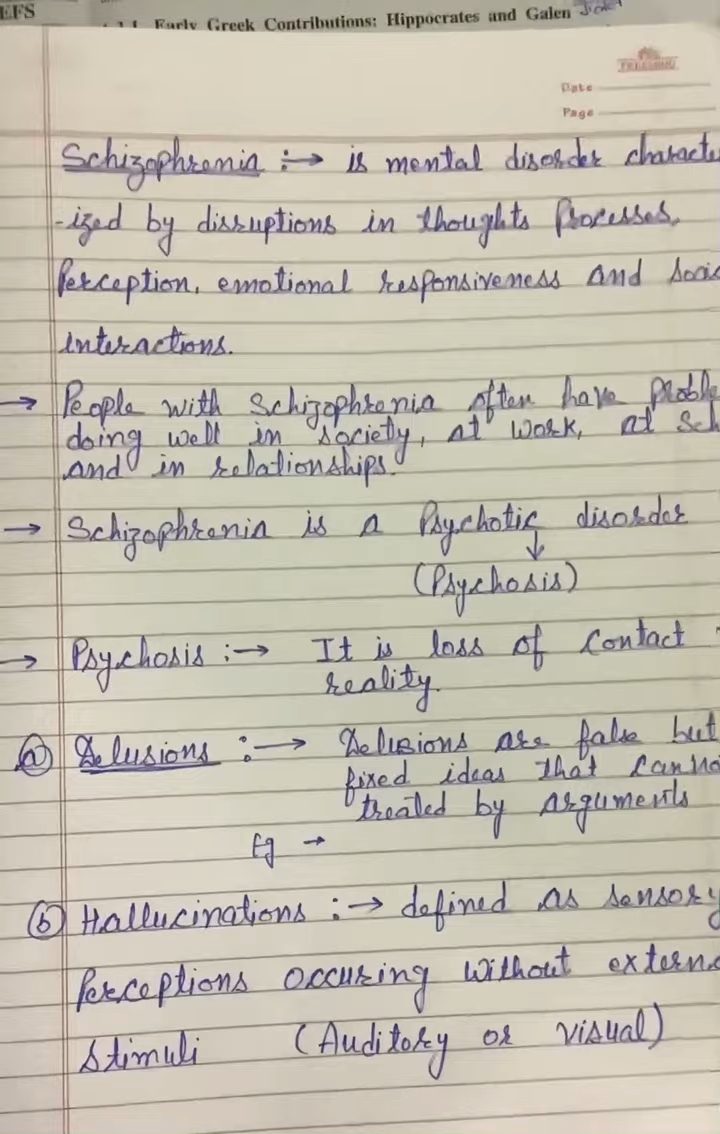 EFS
Early Greek Contributions: Hippocrates and Galen
Date
Page
Schizophrenia :→ is mental disorder characte
-ized by disruptions in thoughts Processes,
Perception, emotional responsiveness and soci
interactions.
→ People with Schizophrenia often have Proble
doing well in society, at work, at Sch
and in relationships.
→ Schizophrenia is a Psychotic disorder
↓
(Psychosis)
→ Psychosis :→ It is loss of Contact
reality.
(a) Delusions :→ Delusions are false but
fixed ideas that canno
treated by arguments
Eg →
(b) Hallucinations :→ defined as sensory
Perceptions occuring without extern
Stimuli (Auditory or visual)